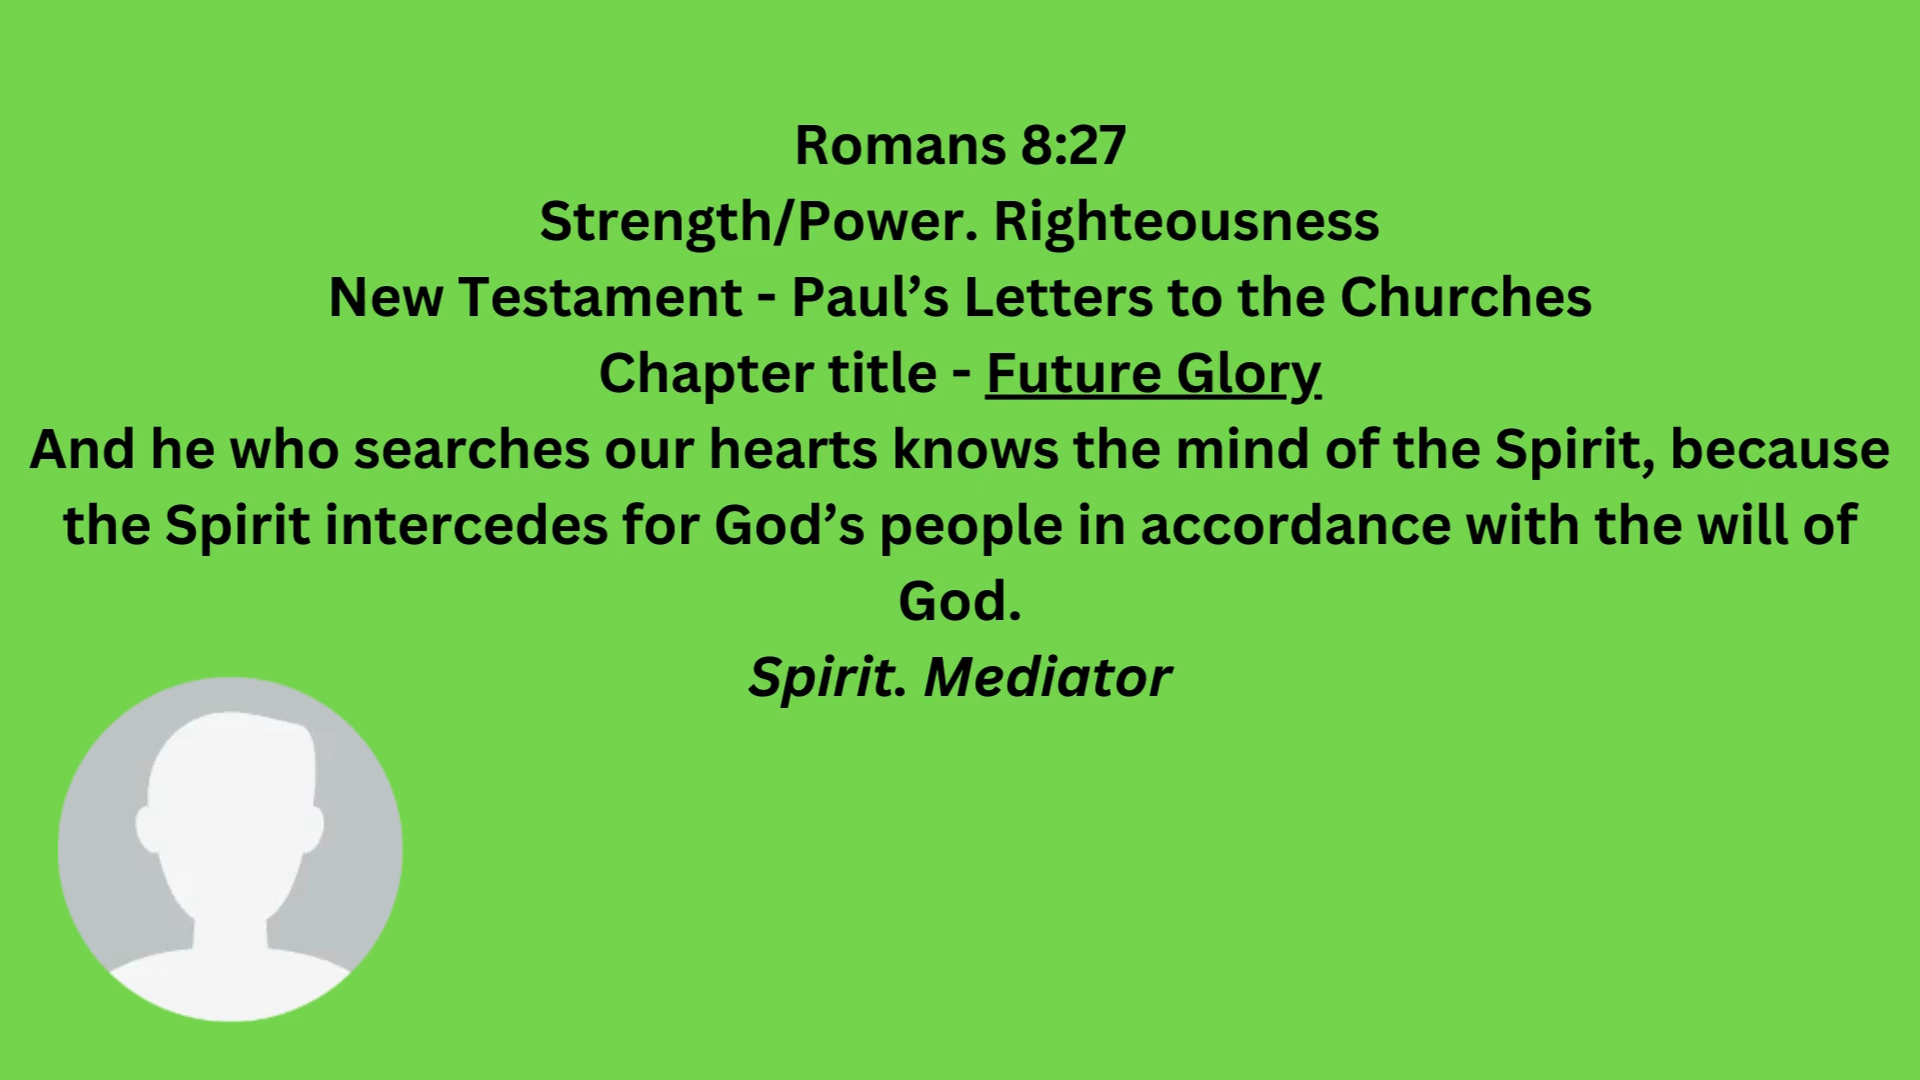 Romans 8:27
Strength/Power. Righteousness
New Testament - Paul’s Letters to the Churches
Chapter title - Future Glory
And he who searches our hearts knows the mind of the Spirit, because
the Spirit intercedes for God’s people in accordance with the will of
God.
Spirit. Mediator